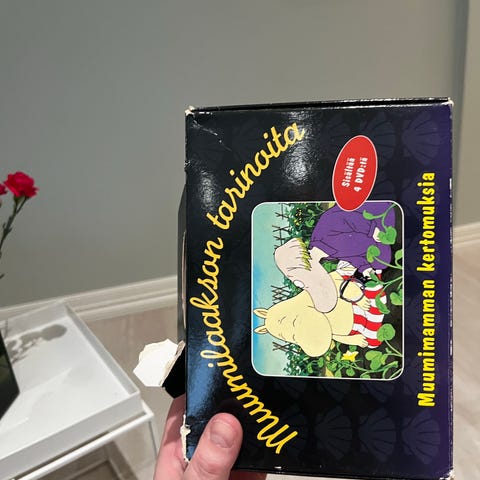 Muumilaakson tarinoita
Sisältää
4 DVD:tä
Muumimamman kertomuksia